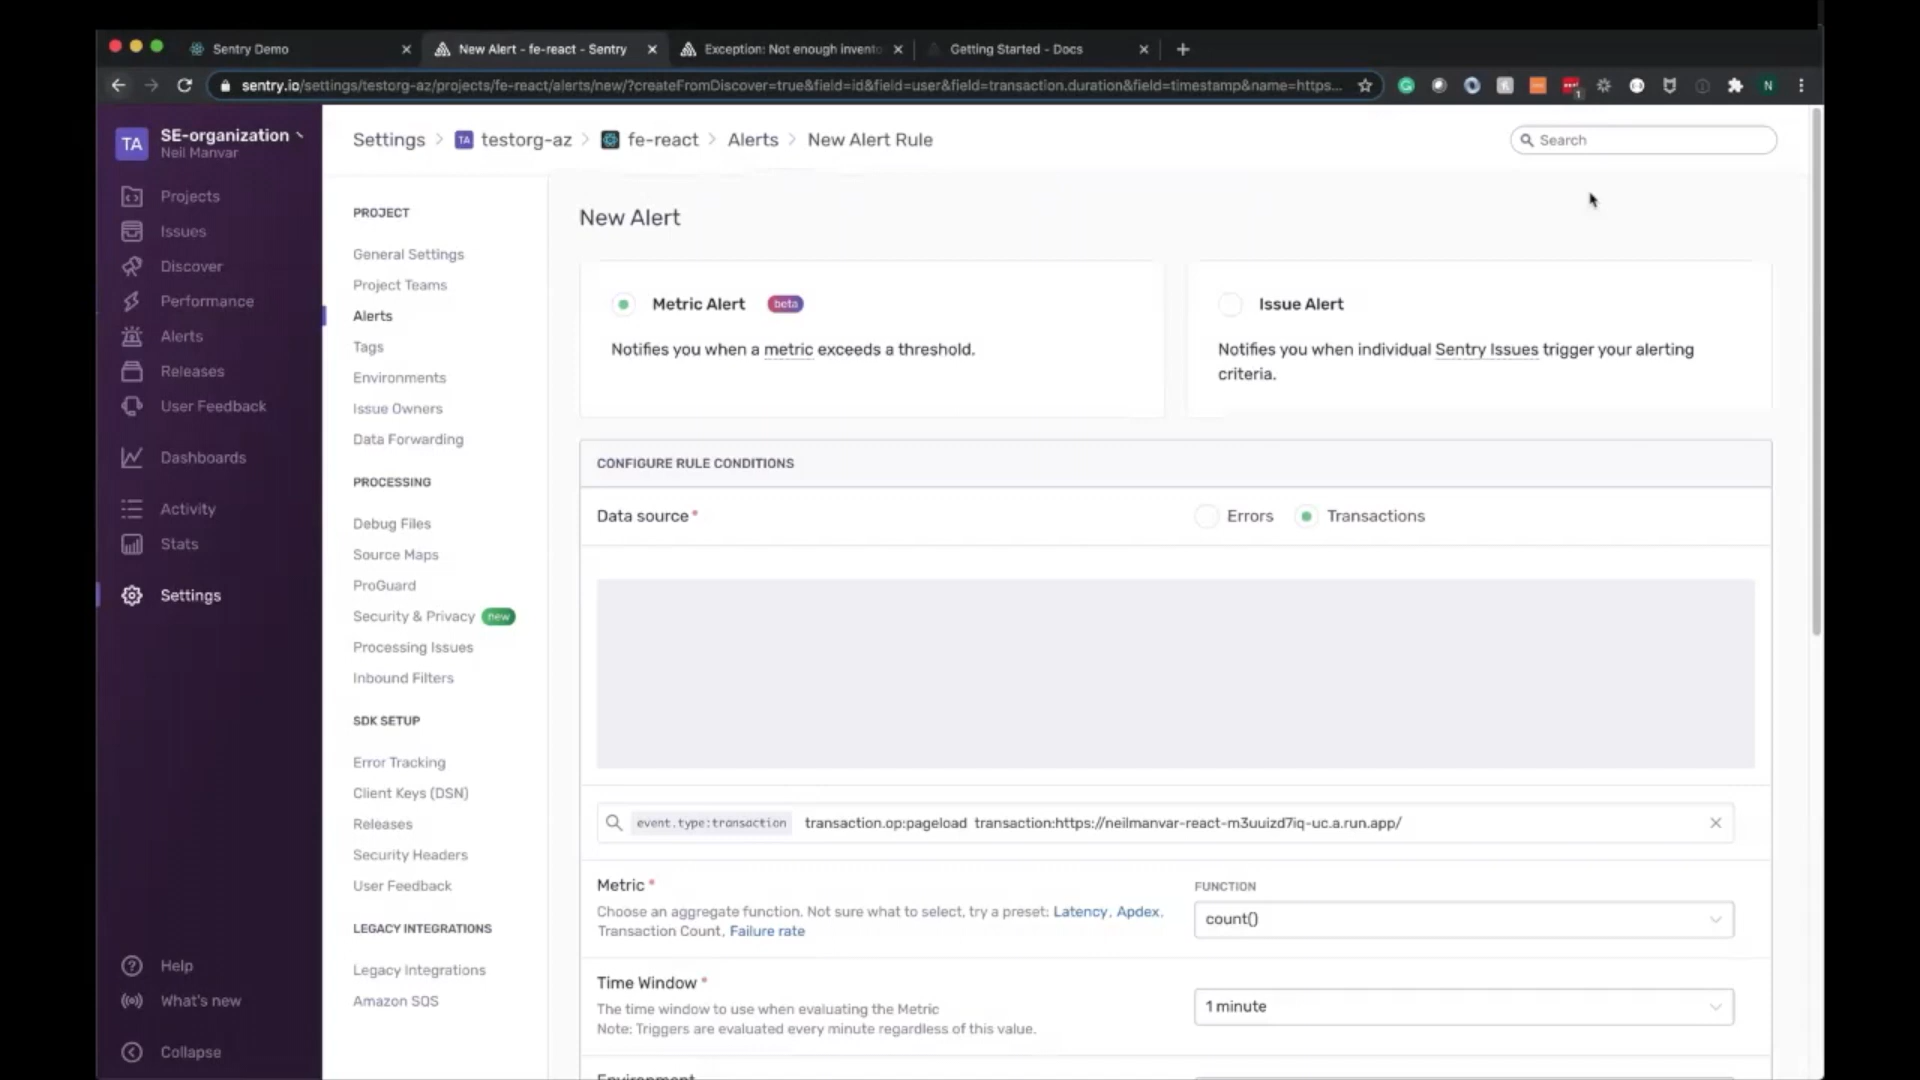 Sentry Demo
New Alert - fe-react - Sentry
Exception: Not enough invento
Getting Started - Docs
sentry.io/settings/testorg-az/projects/fe-react/alerts/new/?createFromDiscover=true&field=id&field=user&field=transaction.duration&field=timestamp&name=https...
N
TA
SE-organization
Neil Manvar
Projects
Issues
Discover
Performance
Alerts
Releases
User Feedback
Dashboards
Activity
Stats
Settings
Help
What's new
Collapse
Settings > TA testorg-az > fe-react > Alerts > New Alert Rule
Search
PROJECT
General Settings
Project Teams
Alerts
Tags
Environments
Issue Owners
Data Forwarding
PROCESSING
Debug Files
Source Maps
ProGuard
Security & Privacy new
Processing Issues
Inbound Filters
SDK SETUP
Error Tracking
Client Keys (DSN)
Releases
Security Headers
User Feedback
LEGACY INTEGRATIONS
Legacy Integrations
Amazon SQS
New Alert
Metric Alert beta
Notifies you when a metric exceeds a threshold.
Issue Alert
Notifies you when individual Sentry Issues trigger your alerting
criteria.
CONFIGURE RULE CONDITIONS
Data source *
Errors
Transactions
event.type:transaction transaction.op:pageload transaction:https://neilmanvar-react-m3uuizd7iq-uc.a.run.app/
Metric *
Choose an aggregate function. Not sure what to select, try a preset: Latency, Apdex,
Transaction Count, Failure rate
FUNCTION
count()
Time Window *
The time window to use when evaluating the Metric
Note: Triggers are evaluated every minute regardless of this value.
1 minute
Environment